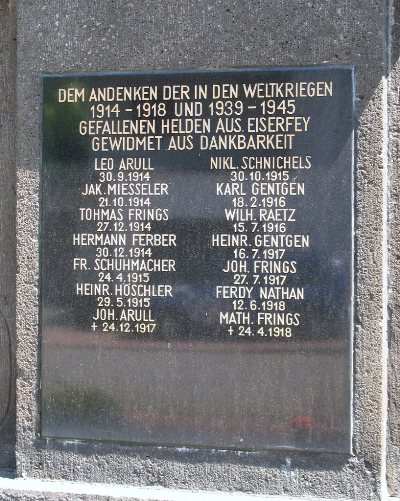 DEM ANDENKEN DER IN DEN WELTKRIEGEN
1914 - 1918 UND 1939 - 1945
GEFALLENEN HELDEN AUS EISERFEY
GEWIDMET AUS DANKBARKEIT
LEO ARULL
30.9.1914
JAK. MIESSELER
21.10.1914
TOHMAS FRINGS
27.12.1914
HERMANN FERBER
30.12.1914
FR. SCHUHMACHER
24.4.1915
HEINR. HÖSCHLER
29.5.1915
JOH. ARULL
+ 24.12.1917
NIKL. SCHNICHELS
30.10.1915
KARL GENTGEN
18.2.1916
WILH. RAETZ
15.7.1916
HEINR. GENTGEN
16.7.1917
JOH. FRINGS
27.7.1917
FERDY NATHAN
12.6.1918
MATH. FRINGS
+ 24.4.1918